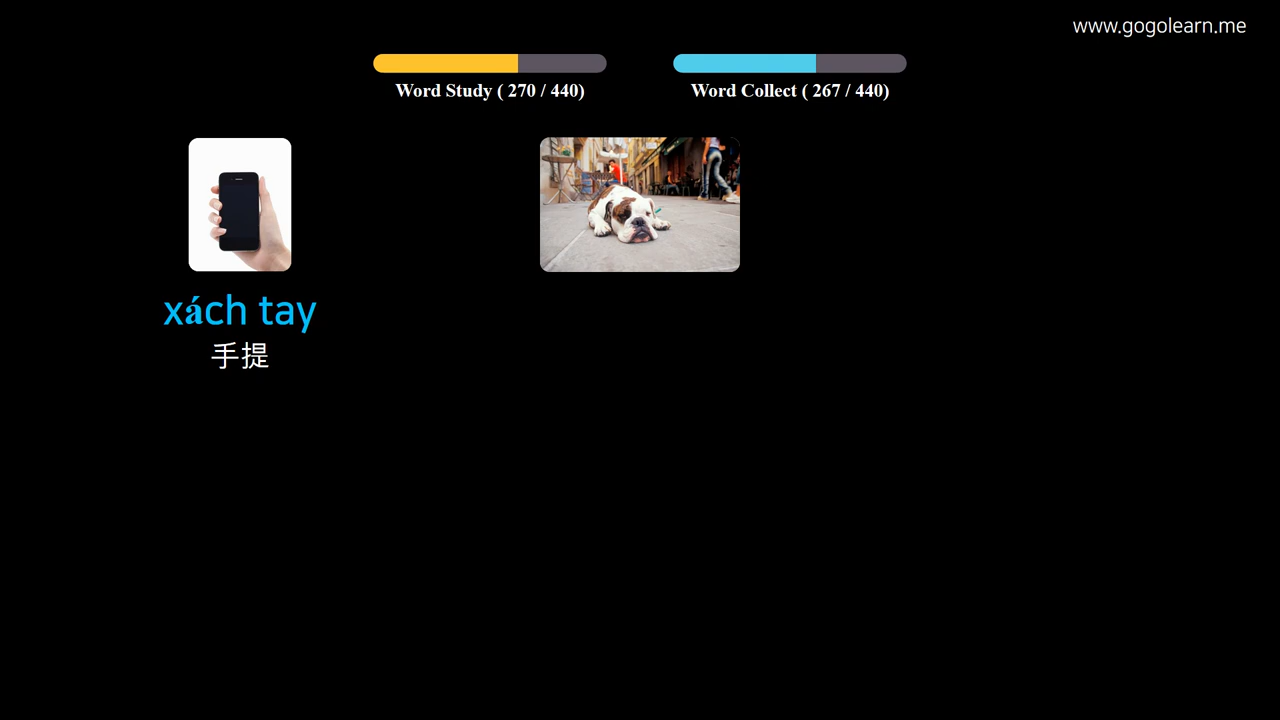 www.gogolearn.me
Word Study ( 270 / 440)
Word Collect ( 267 / 440)
xách tay
手提